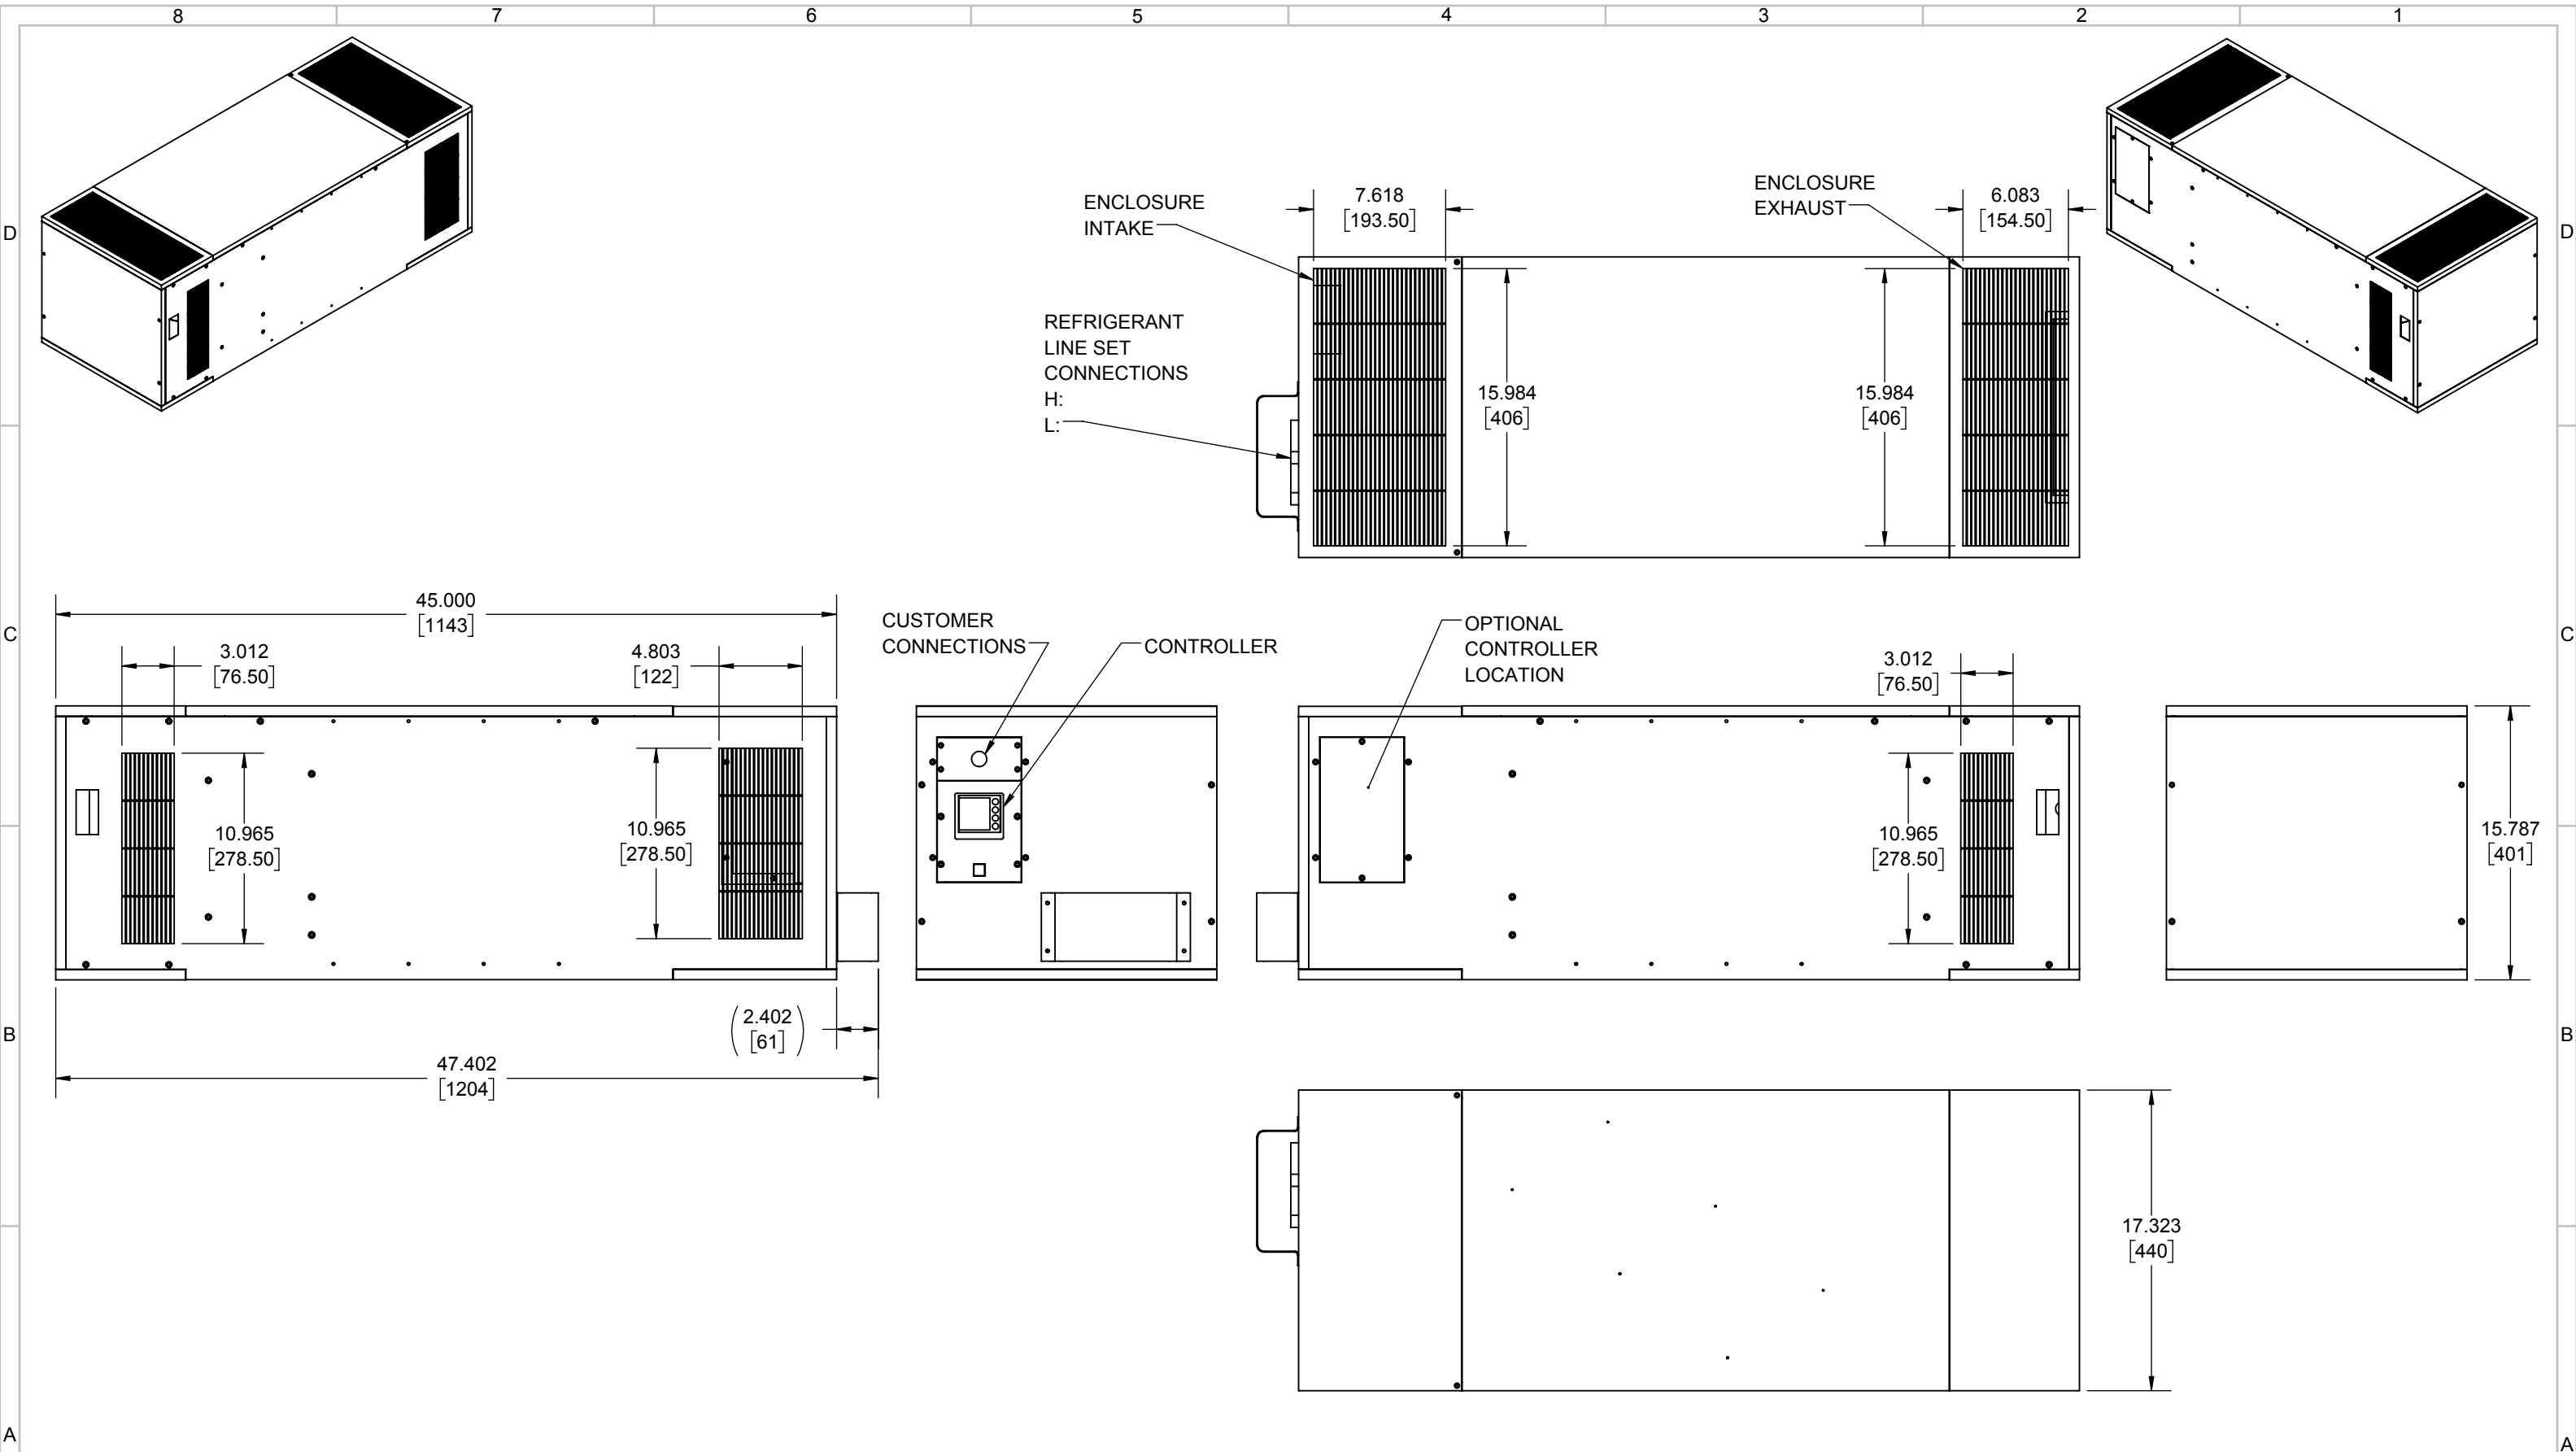 8 7 6 5 4 3 2 1
D
D
ENCLOSURE
INTAKE
7.618
[193.50]
ENCLOSURE
EXHAUST
6.083
[154.50]
REFRIGERANT
LINE SET
CONNECTIONS
H:
L:
15.984
[406]
15.984
[406]
C
C
45.000
[1143]
3.012
[76.50]
4.803
[122]
CUSTOMER
CONNECTIONS
CONTROLLER
OPTIONAL
CONTROLLER
LOCATION
3.012
[76.50]
10.965
[278.50]
10.965
[278.50]
10.965
[278.50]
15.787
[401]
B
B
(2.402
[61])
47.402
[1204]
17.323
[440]
A
A